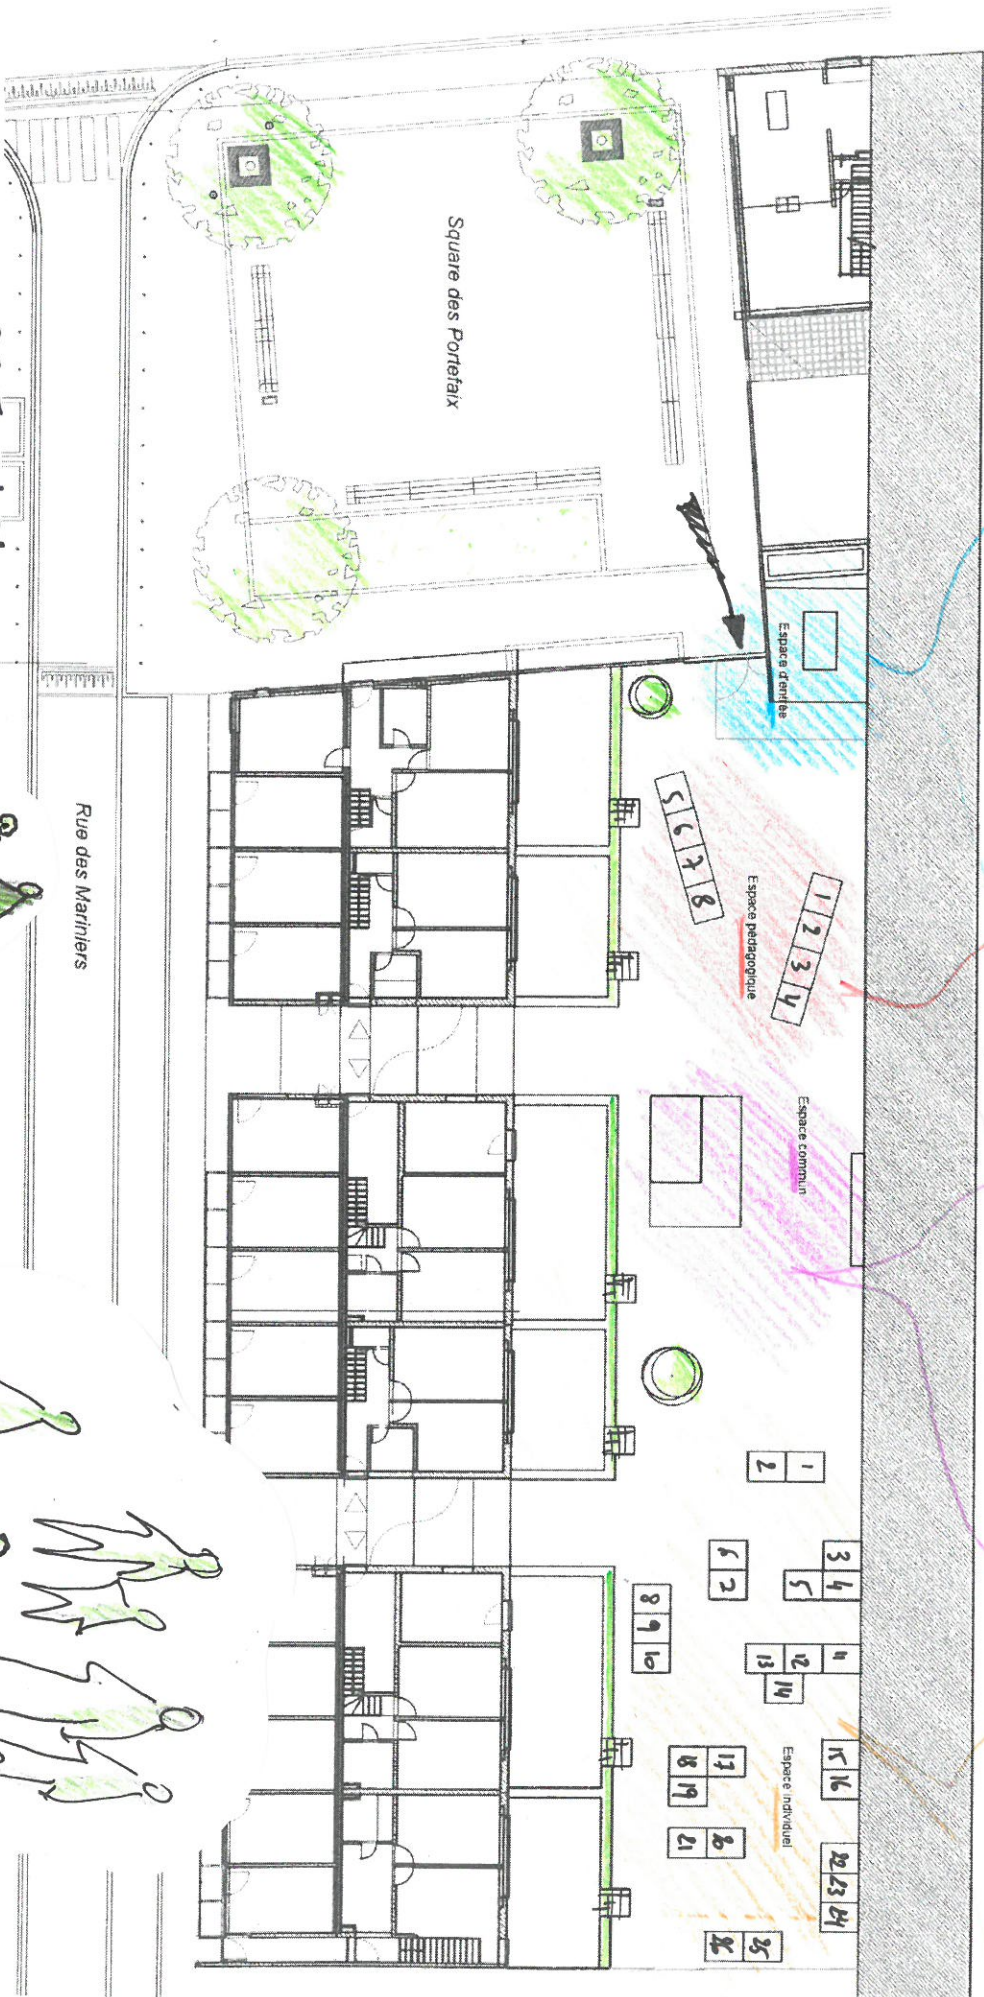 Square des Portefaix
Rue des Mariniers
Espace d'entrée
Espace pédagogique
1 2 3 4
5 6 7 8
Espace commun
1
2
3 4
5
6 7
8 9 10
11
12
13
14
15 16
17
18 19
20
21
Espace individuel
22 23 24
25
26